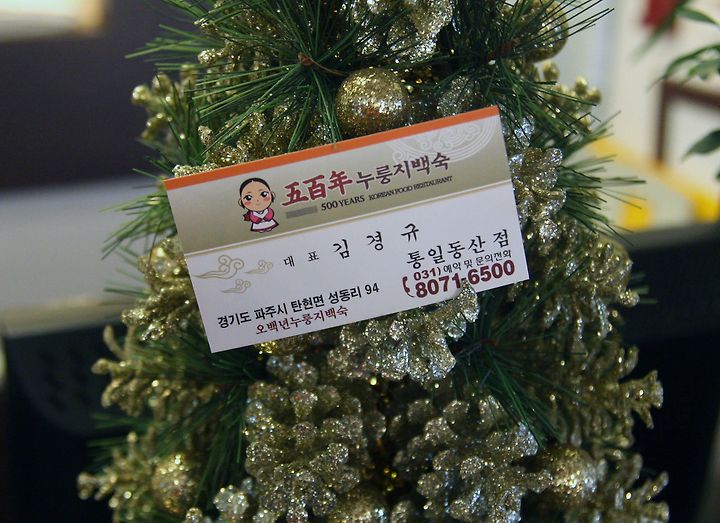 五百年 누룽지백숙
500 YEARS KOREAN FOOD RESTAURANT
대표 김경규
통일동산점
031) 예약 및 문의전화
8071-6500
경기도 파주시 탄현면 성동리 94
오백년누룽지백숙